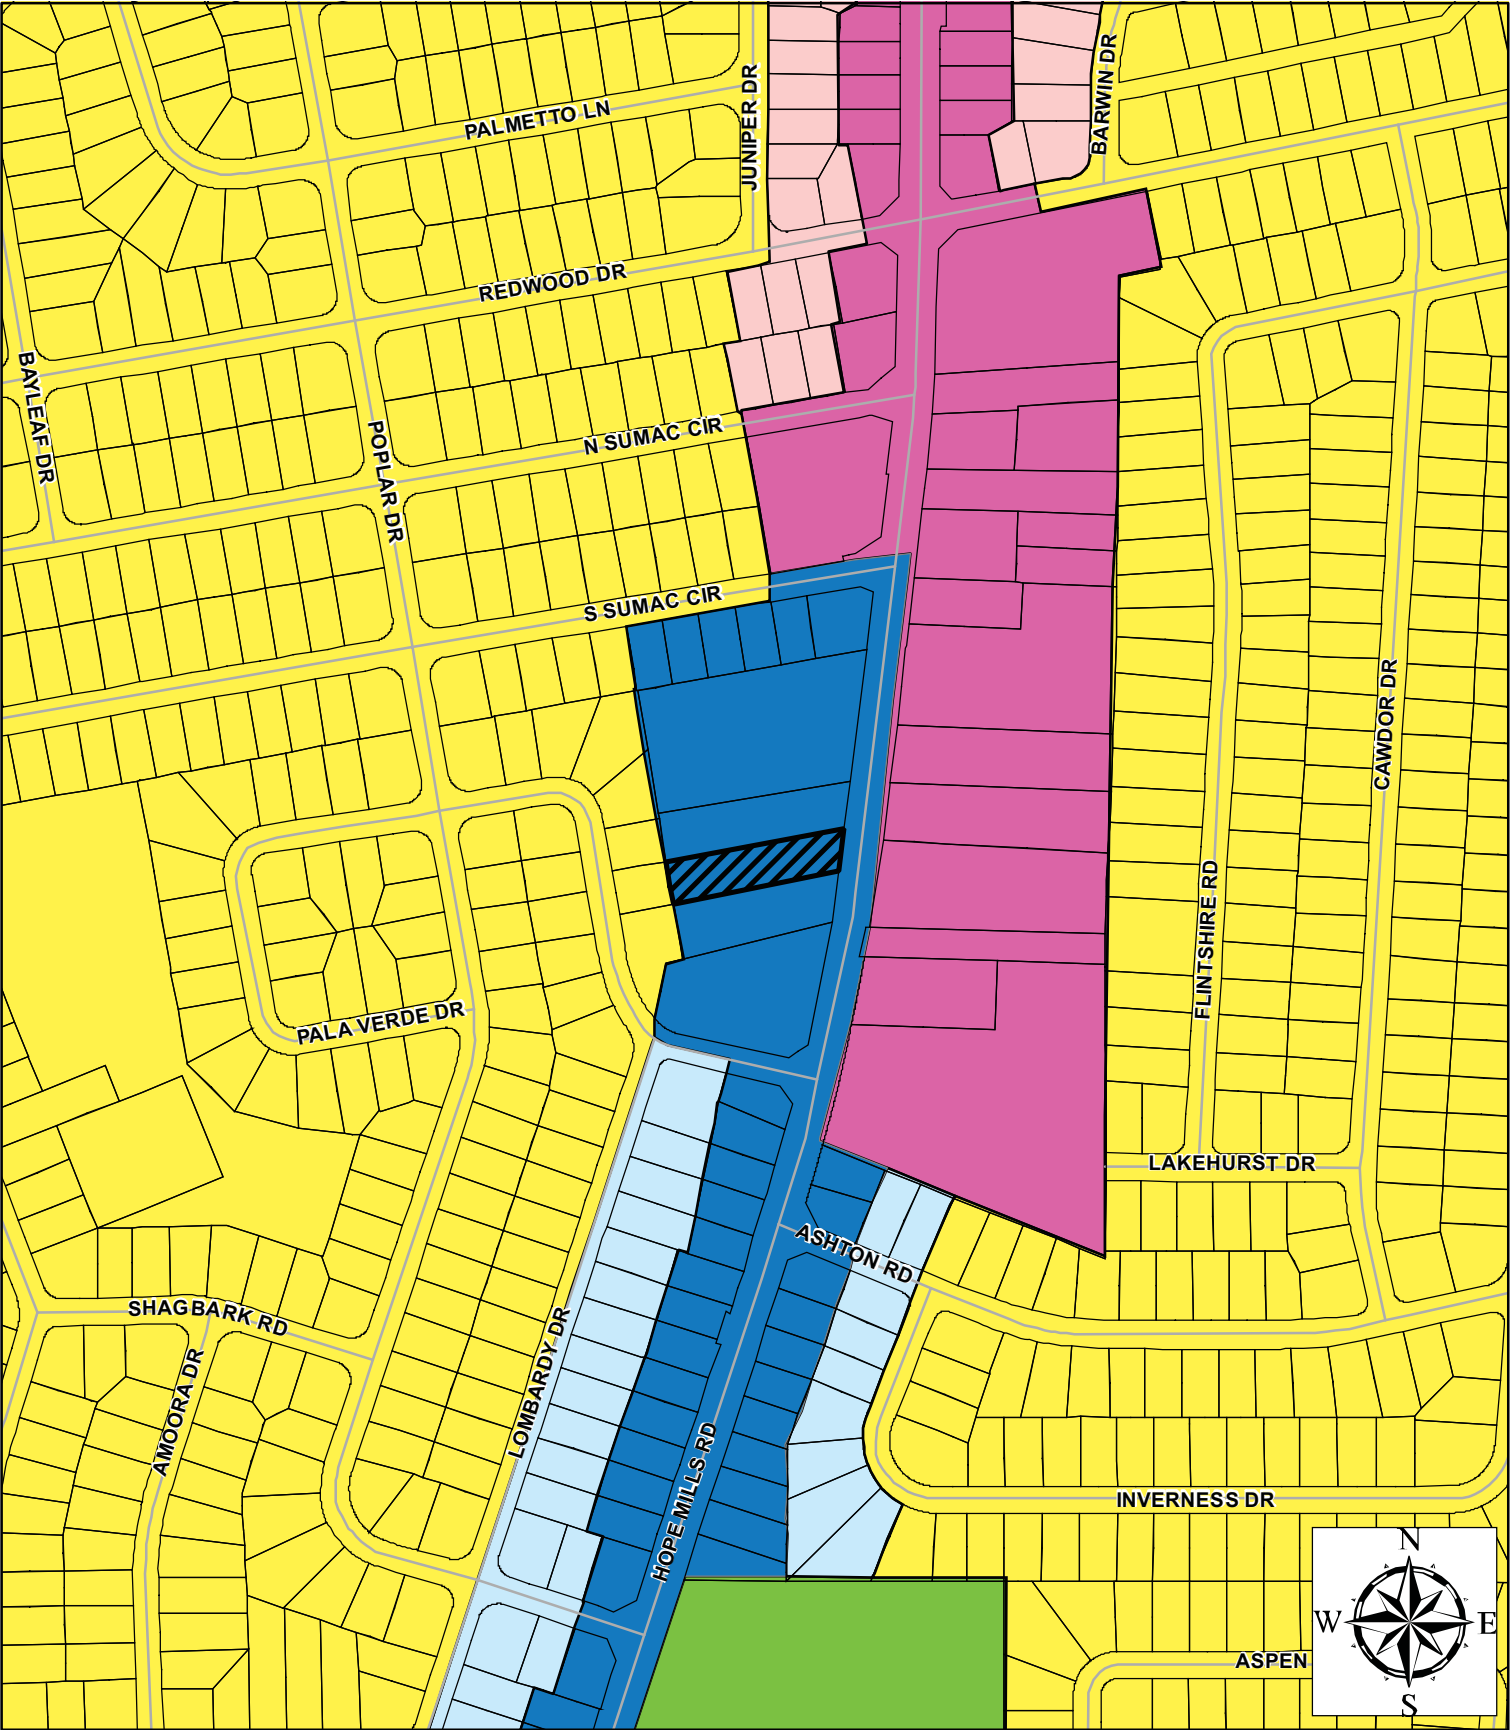 BARWIN DR
JUNIPER DR
PALMETTO LN
REDWOOD DR
BAYLEAF DR
POPLAR DR
N SUMAC CIR
S SUMAC CIR
CAWDOR DR
FLINTSHIRE RD
PALA VERDE DR
LAKEHURST DR
ASHTON RD
SHAGBARK RD
AMOORA DR
LOMBARDY DR
HOPE MILLS RD
INVERNESS DR
N
W E
S
ASPEN